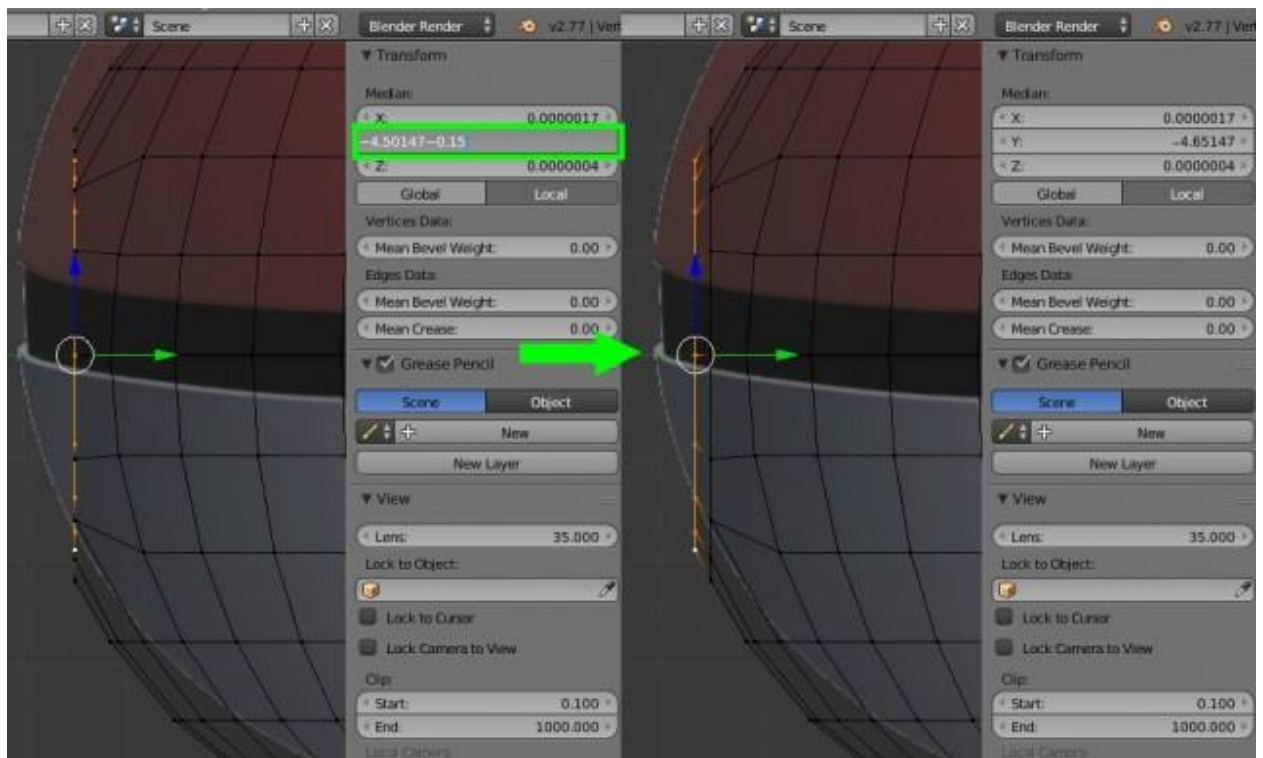 Scene Blender Render v2.77 | Vert
Transform
Median:
X: 0.0000017
-4.50147-0.15
Z: 0.0000004
Global Local
Vertices Data:
Mean Bevel Weight: 0.00
Edges Data:
Mean Bevel Weight: 0.00
Mean Crease: 0.00
Grease Pencil
Scene Object
New
New Layer
View
Lens: 35.000
Lock to Object:
Lock to Cursor
Lock Camera to View
Clip:
Start: 0.100
End: 1000.000
Local Camera:
Scene Blender Render v2.77 | Vert
Transform
Median:
X: 0.0000017
Y: -4.65147
Z: 0.0000004
Global Local
Vertices Data:
Mean Bevel Weight: 0.00
Edges Data:
Mean Bevel Weight: 0.00
Mean Crease: 0.00
Grease Pencil
Scene Object
New
New Layer
View
Lens: 35.000
Lock to Object:
Lock to Cursor
Lock Camera to View
Clip:
Start: 0.100
End: 1000.000
Local Camera: